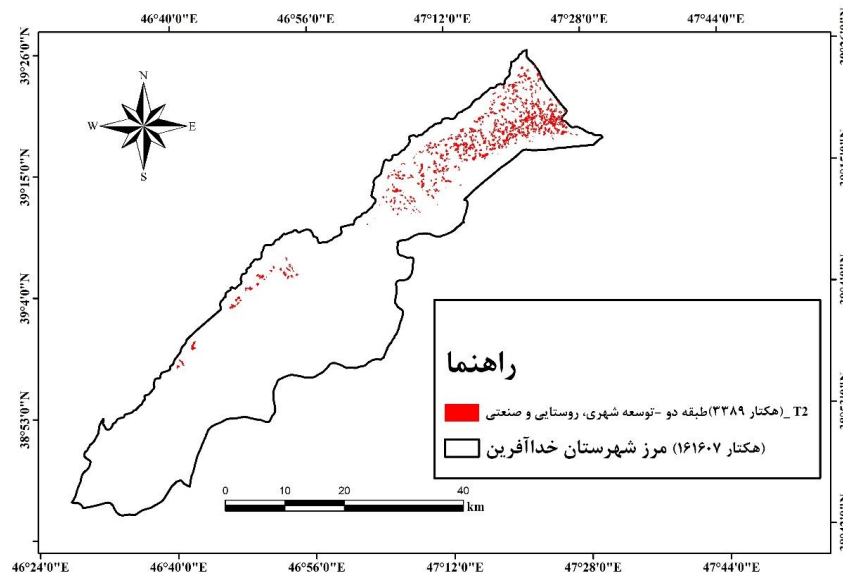 46°40'0"E 46°56'0"E 47°12'0"E 47°28'0"E 47°44'0"E
39°26'0"N
39°15'0"N
39°4'0"N
38°53'0"N
N
W E
S
راهنما
T2 _(هکتار ۳۳۸۹)طبقه دو -توسعه شهری، روستایی و صنعتی
(هکتار ۱۶۱۶۰۷) مرز شهرستان خداآفرین
0 10 20 40
km
46°24'0"E 46°40'0"E 46°56'0"E 47°12'0"E 47°28'0"E 47°44'0"E